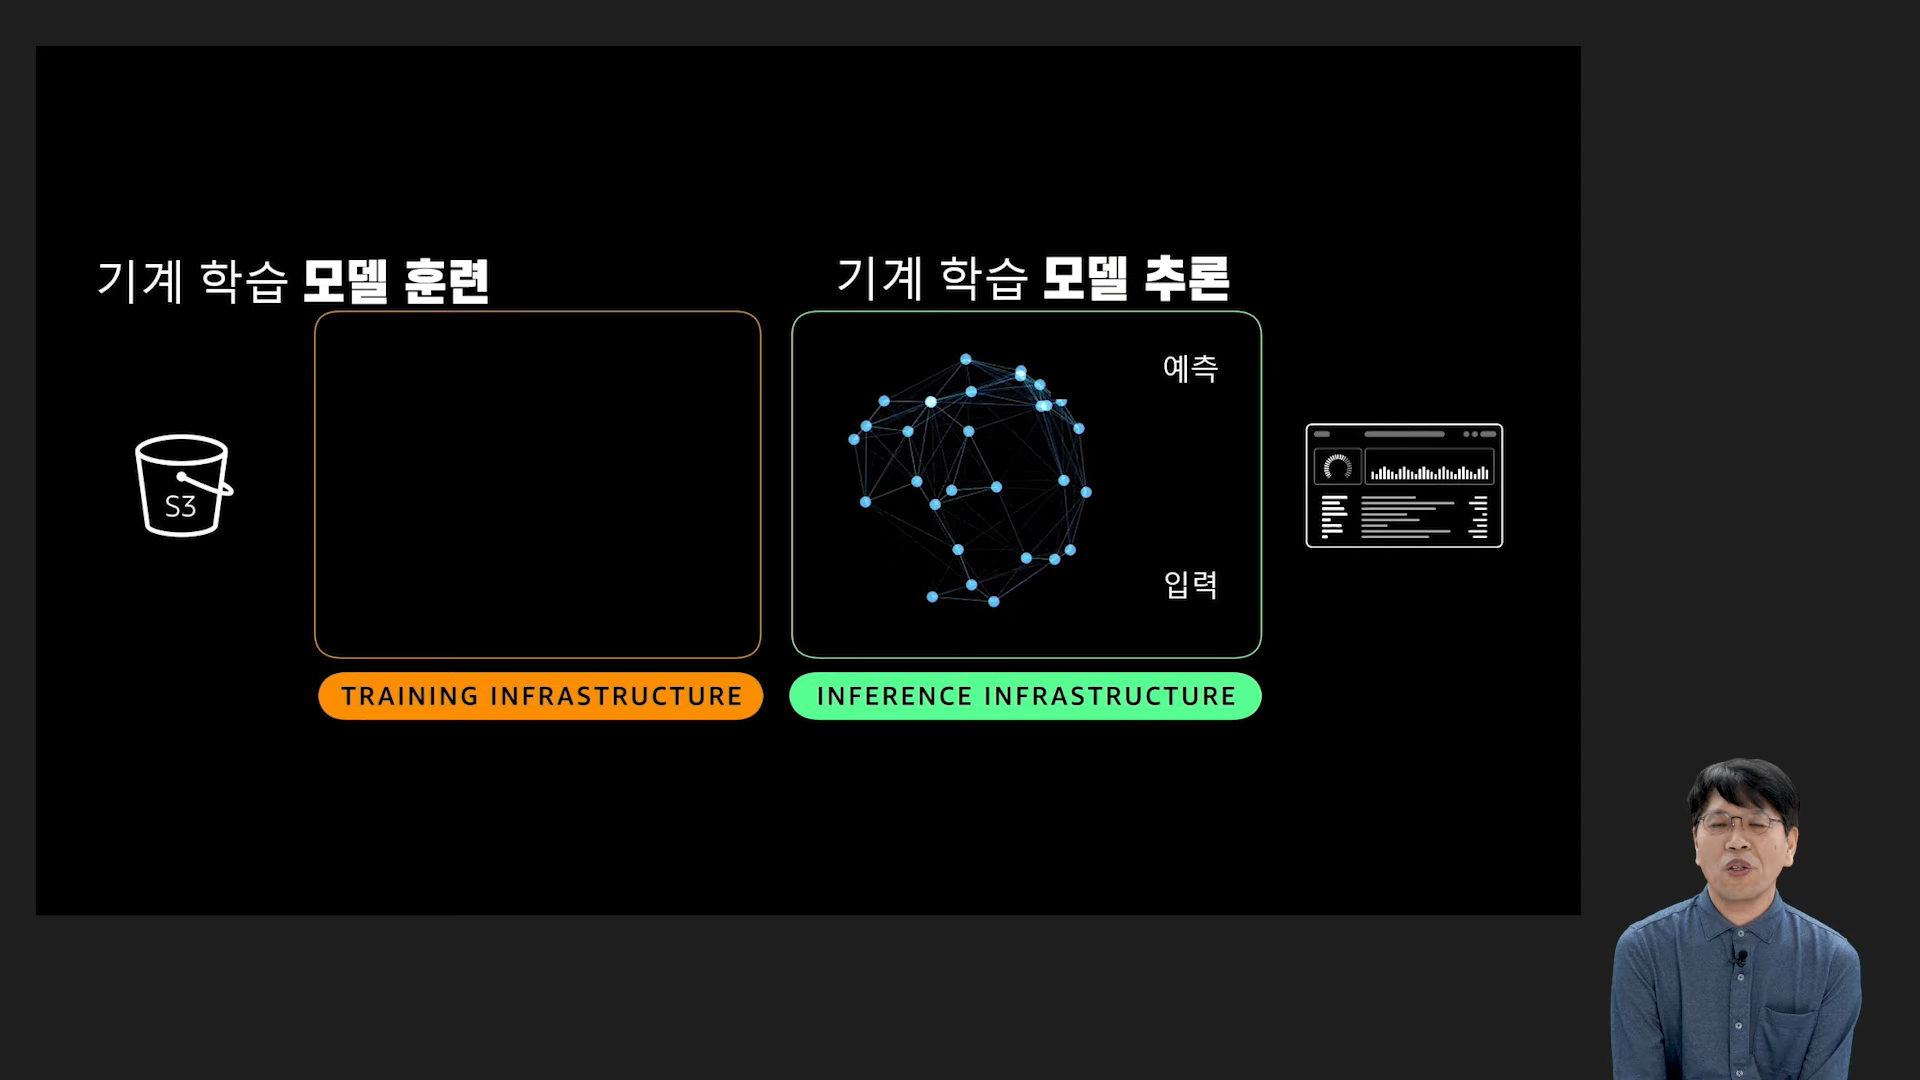 기계 학습 모델 훈련
기계 학습 모델 추론
예측
S3
입력
TRAINING INFRASTRUCTURE
INFERENCE INFRASTRUCTURE